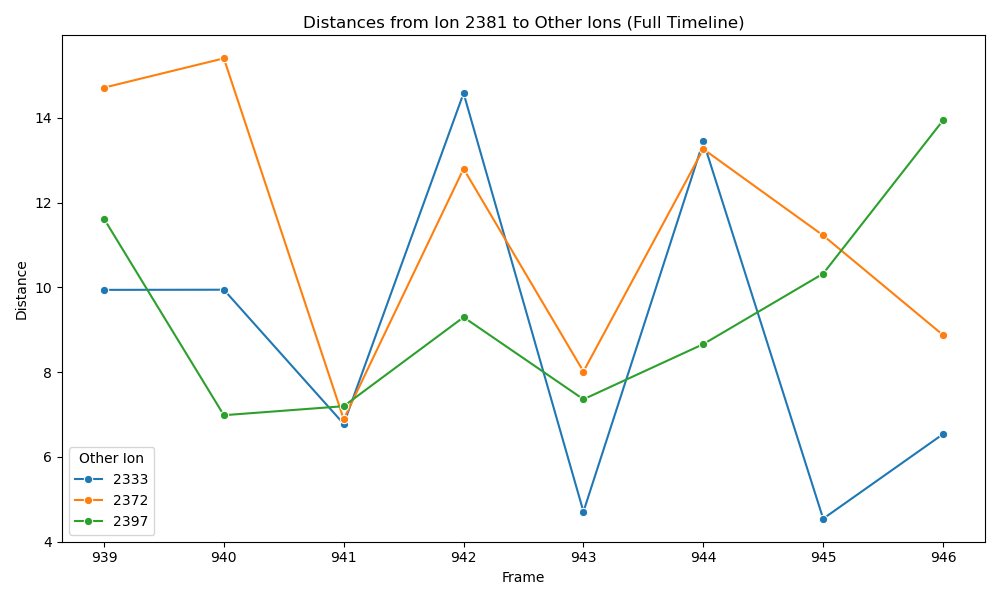 Distances from Ion 2381 to Other Ions (Full Timeline)
Distance
14
12
10
8
6
4
Other Ion
2333
2372
2397
939 940 941 942 943 944 945 946
Frame